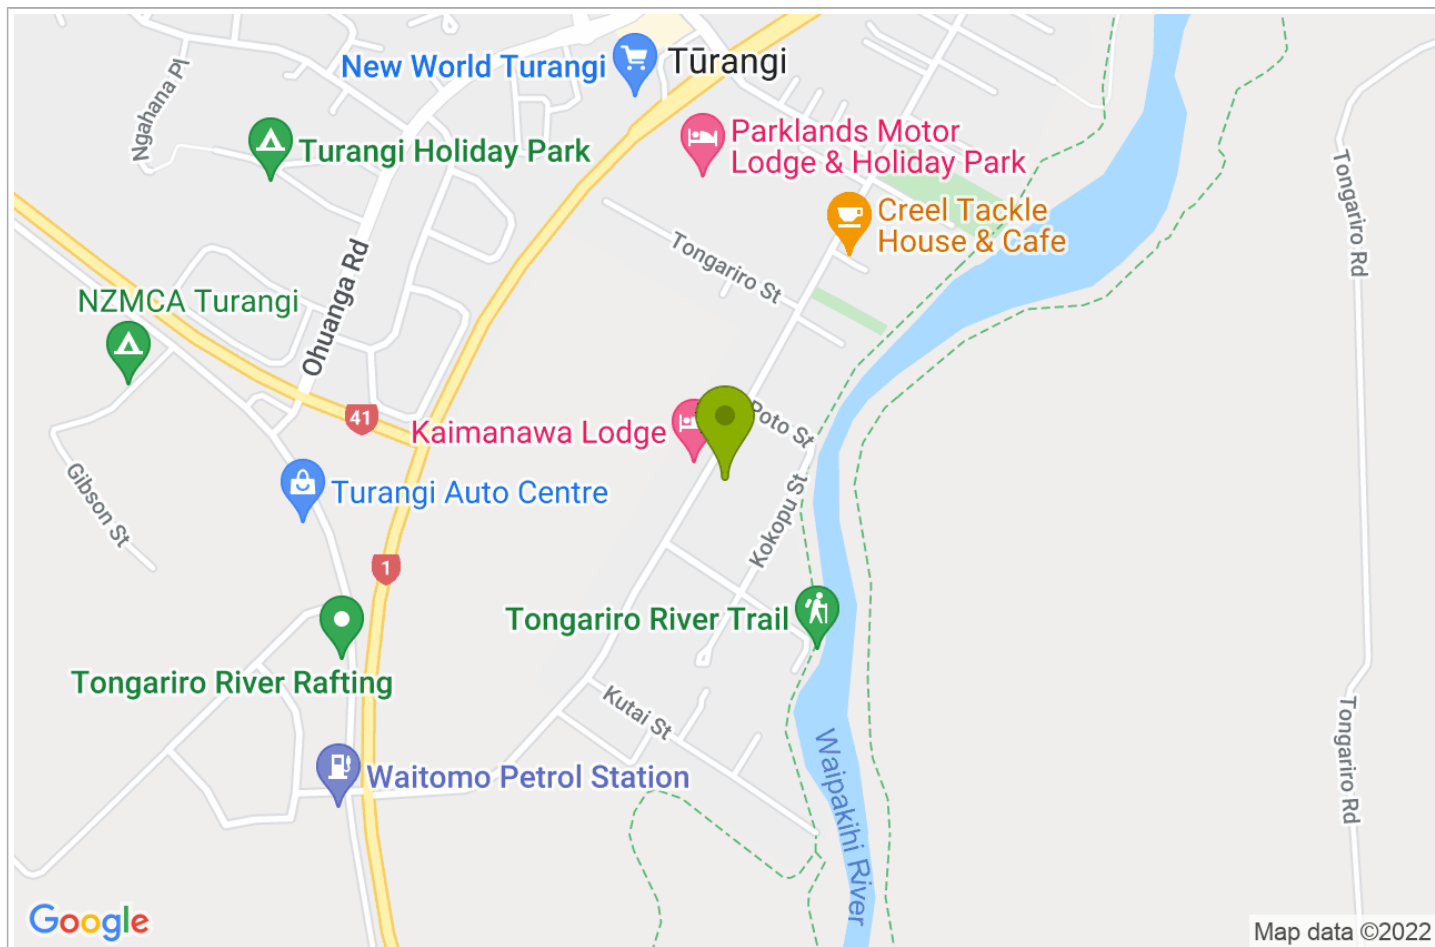 New World Turangi
Tūrangi
Ngahana Pl
Turangi Holiday Park
Parklands Motor
Lodge & Holiday Park
Tongariro Rd
Creel Tackle
House & Cafe
Tongariro St
Ohuanga Rd
NZMCA Turangi
41
Poto St
Kaimanawa Lodge
Gibson St
Turangi Auto Centre
Kokopu St
1
Tongariro River Trail
Tongariro River Rafting
Kutai St
Tongariro Rd
Waitomo Petrol Station
Waipakihi River
Google
Map data ©2022